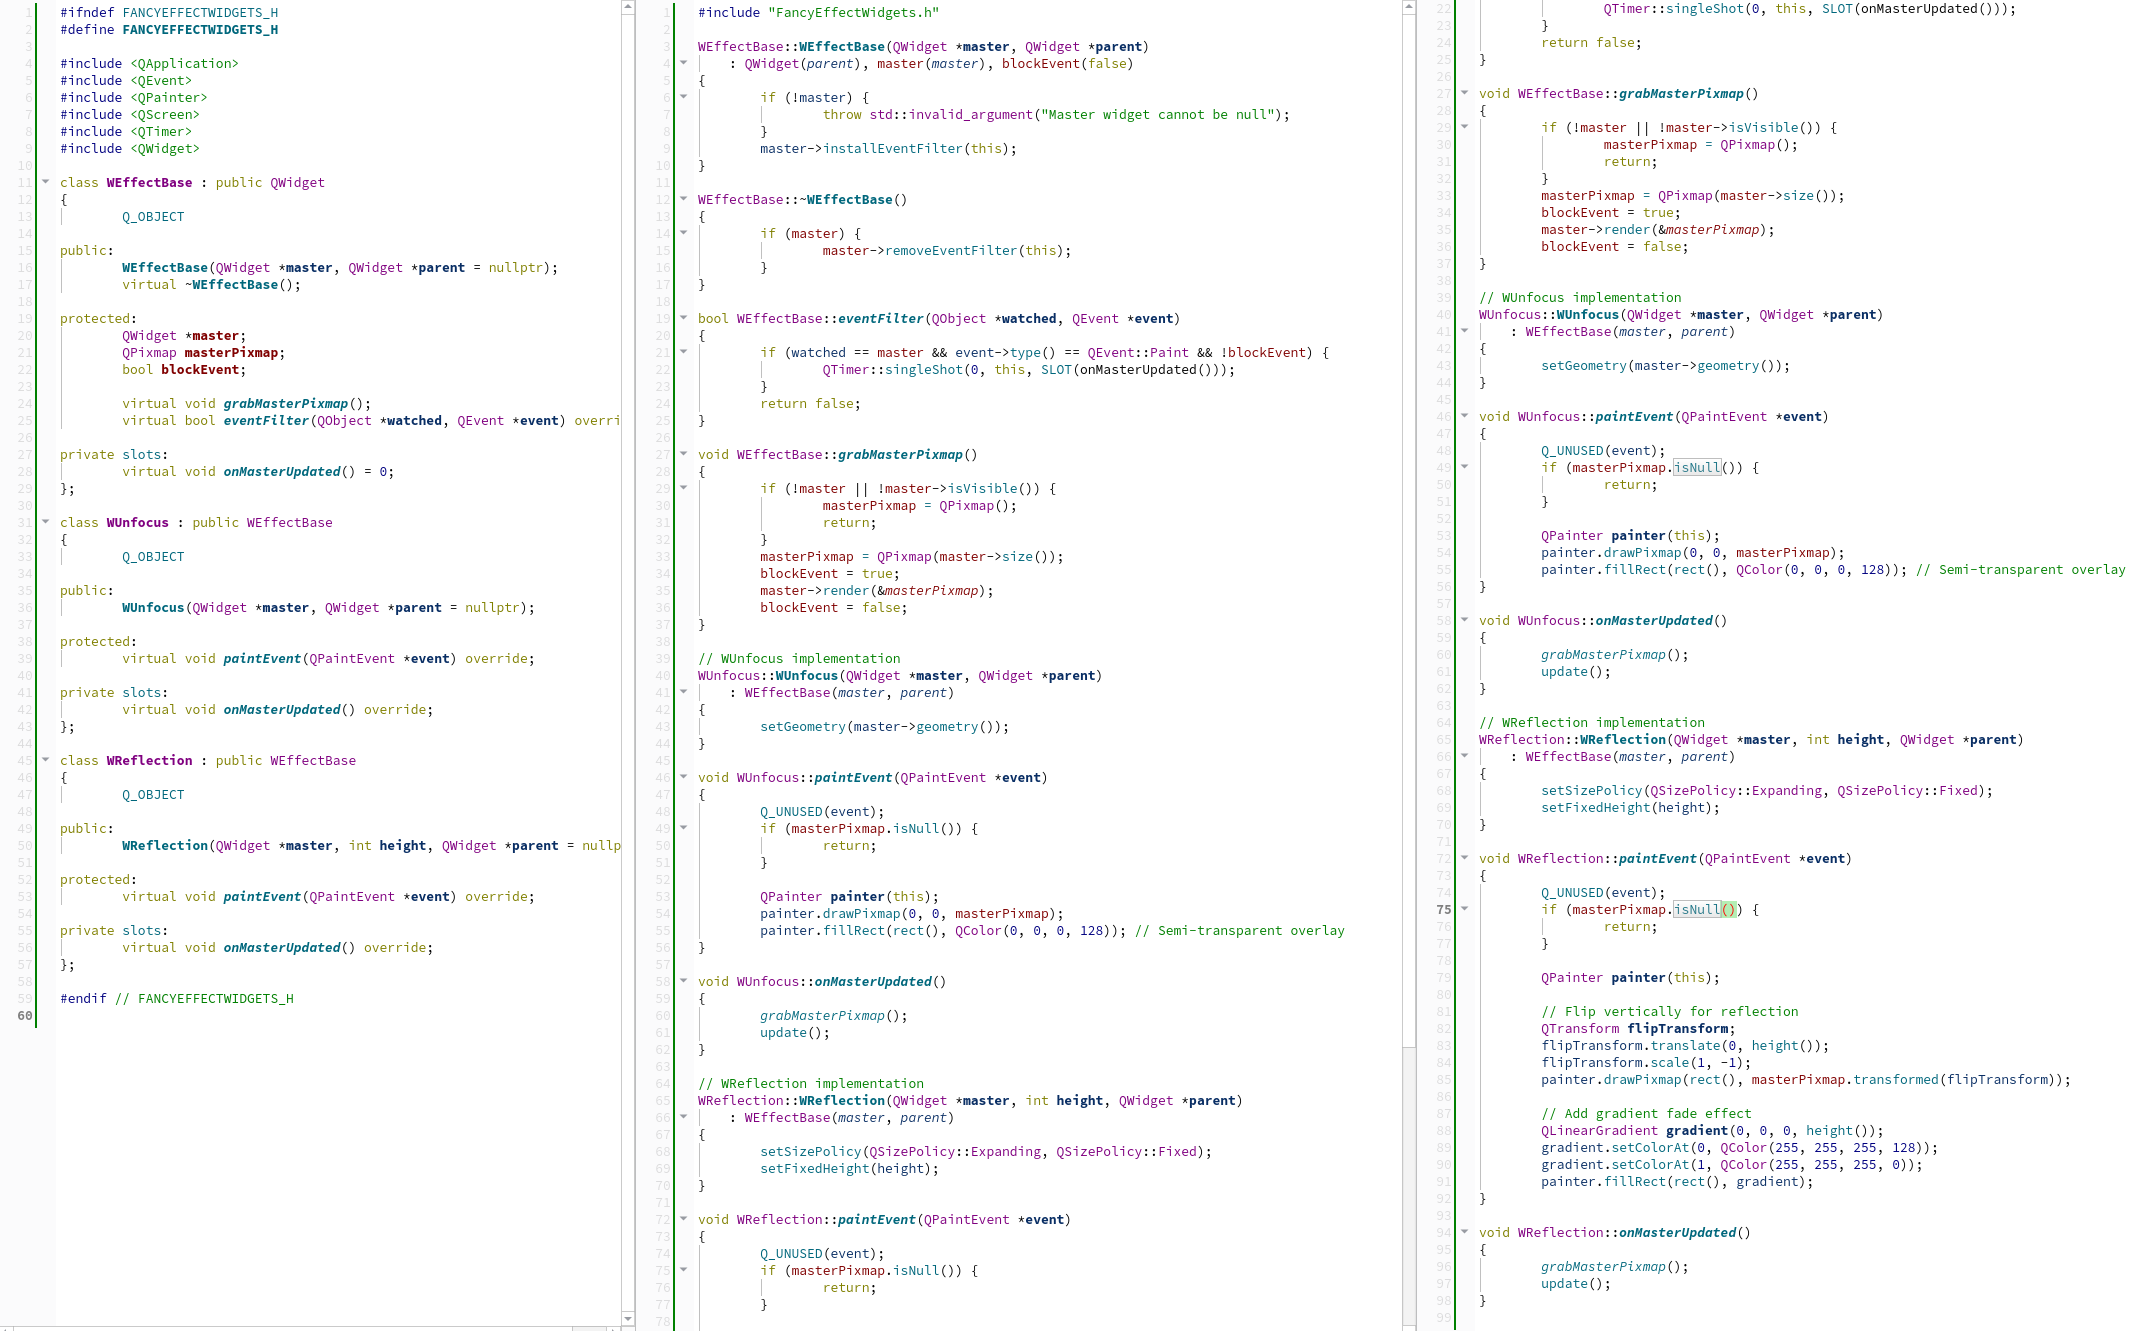 1 #ifndef FANCYEFFECTWIDGETS_H
2 #define FANCYEFFECTWIDGETS_H
3
4 #include <QApplication>
5 #include <QEvent>
6 #include <QPainter>
7 #include <QScreen>
8 #include <QTimer>
9 #include <QWidget>
10
11 class WEffectBase : public QWidget
12 {
13 Q_OBJECT
14
15 public:
16 WEffectBase(QWidget *master, QWidget *parent = nullptr);
17 virtual ~WEffectBase();
18
19 protected:
20 QWidget *master;
21 QPixmap masterPixmap;
22 bool blockEvent;
23
24 virtual void grabMasterPixmap();
25 virtual bool eventFilter(QObject *watched, QEvent *event) overri
26
27 private slots:
28 virtual void onMasterUpdated() = 0;
29 };
30
31 class WUnfocus : public WEffectBase
32 {
33 Q_OBJECT
34
35 public:
36 WUnfocus(QWidget *master, QWidget *parent = nullptr);
37
38 protected:
39 virtual void paintEvent(QPaintEvent *event) override;
40
41 private slots:
42 virtual void onMasterUpdated() override;
43 };
44
45 class WReflection : public WEffectBase
46 {
47 Q_OBJECT
48
49 public:
50 WReflection(QWidget *master, int height, QWidget *parent = nullp
51
52 protected:
53 virtual void paintEvent(QPaintEvent *event) override;
54
55 private slots:
56 virtual void onMasterUpdated() override;
57 };
58
59 #endif // FANCYEFFECTWIDGETS_H
60
1 #include "FancyEffectWidgets.h"
2
3 WEffectBase::WEffectBase(QWidget *master, QWidget *parent)
4 : QWidget(parent), master(master), blockEvent(false)
5 {
6 if (!master) {
7 throw std::invalid_argument("Master widget cannot be null");
8 }
9 master->installEventFilter(this);
10 }
11
12 WEffectBase::~WEffectBase()
13 {
14 if (master) {
15 master->removeEventFilter(this);
16 }
17 }
18
19 bool WEffectBase::eventFilter(QObject *watched, QEvent *event)
20 {
21 if (watched == master && event->type() == QEvent::Paint && !blockEvent) {
22 QTimer::singleShot(0, this, SLOT(onMasterUpdated()));
23 }
24 return false;
25 }
26
27 void WEffectBase::grabMasterPixmap()
28 {
29 if (!master || !master->isVisible()) {
30 masterPixmap = QPixmap();
31 return;
32 }
33 masterPixmap = QPixmap(master->size());
34 blockEvent = true;
35 master->render(&masterPixmap);
36 blockEvent = false;
37 }
38
39 // WUnfocus implementation
40 WUnfocus::WUnfocus(QWidget *master, QWidget *parent)
41 : WEffectBase(master, parent)
42 {
43 setGeometry(master->geometry());
44 }
45
46 void WUnfocus::paintEvent(QPaintEvent *event)
47 {
48 Q_UNUSED(event);
49 if (masterPixmap.isNull()) {
50 return;
51 }
52
53 QPainter painter(this);
54 painter.drawPixmap(0, 0, masterPixmap);
55 painter.fillRect(rect(), QColor(0, 0, 0, 128)); // Semi-transparent overlay
56 }
57
58 void WUnfocus::onMasterUpdated()
59 {
60 grabMasterPixmap();
61 update();
62 }
63
64 // WReflection implementation
65 WReflection::WReflection(QWidget *master, int height, QWidget *parent)
66 : WEffectBase(master, parent)
67 {
68 setSizePolicy(QSizePolicy::Expanding, QSizePolicy::Fixed);
69 setFixedHeight(height);
70 }
71
72 void WReflection::paintEvent(QPaintEvent *event)
73 {
74 Q_UNUSED(event);
75 if (masterPixmap.isNull()) {
76 return;
77 }
78
22 QTimer::singleShot(0, this, SLOT(onMasterUpdated()));
23 }
24 return false;
25 }
26
27 void WEffectBase::grabMasterPixmap()
28 {
29 if (!master || !master->isVisible()) {
30 masterPixmap = QPixmap();
31 return;
32 }
33 masterPixmap = QPixmap(master->size());
34 blockEvent = true;
35 master->render(&masterPixmap);
36 blockEvent = false;
37 }
38
39 // WUnfocus implementation
40 WUnfocus::WUnfocus(QWidget *master, QWidget *parent)
41 : WEffectBase(master, parent)
42 {
43 setGeometry(master->geometry());
44 }
45
46 void WUnfocus::paintEvent(QPaintEvent *event)
47 {
48 Q_UNUSED(event);
49 if (masterPixmap.isNull()) {
50 return;
51 }
52
53 QPainter painter(this);
54 painter.drawPixmap(0, 0, masterPixmap);
55 painter.fillRect(rect(), QColor(0, 0, 0, 128)); // Semi-transparent overlay
56 }
57
58 void WUnfocus::onMasterUpdated()
59 {
60 grabMasterPixmap();
61 update();
62 }
63
64 // WReflection implementation
65 WReflection::WReflection(QWidget *master, int height, QWidget *parent)
66 : WEffectBase(master, parent)
67 {
68 setSizePolicy(QSizePolicy::Expanding, QSizePolicy::Fixed);
69 setFixedHeight(height);
70 }
71
72 void WReflection::paintEvent(QPaintEvent *event)
73 {
74 Q_UNUSED(event);
75 if (masterPixmap.isNull()) {
76 return;
77 }
78
79 QPainter painter(this);
80
81 // Flip vertically for reflection
82 QTransform flipTransform;
83 flipTransform.translate(0, height());
84 flipTransform.scale(1, -1);
85 painter.drawPixmap(rect(), masterPixmap.transformed(flipTransform));
86
87 // Add gradient fade effect
88 QLinearGradient gradient(0, 0, 0, height());
89 gradient.setColorAt(0, QColor(255, 255, 255, 128));
90 gradient.setColorAt(1, QColor(255, 255, 255, 0));
91 painter.fillRect(rect(), gradient);
92 }
93
94 void WReflection::onMasterUpdated()
95 {
96 grabMasterPixmap();
97 update();
98 }
99